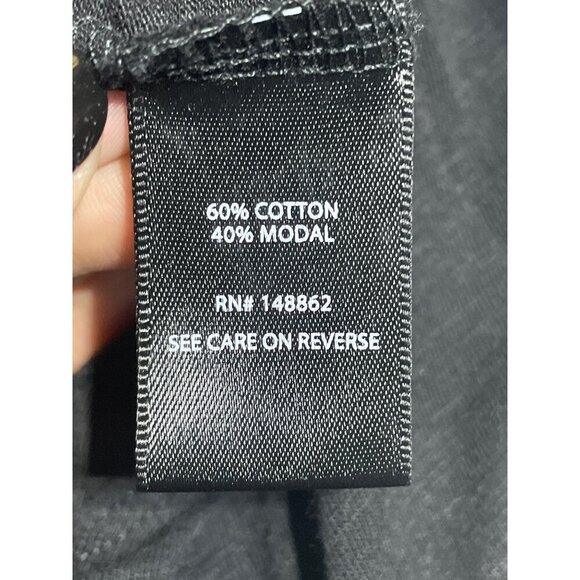 60% COTTON
40% MODAL
RN# 148862
SEE CARE ON REVERSE